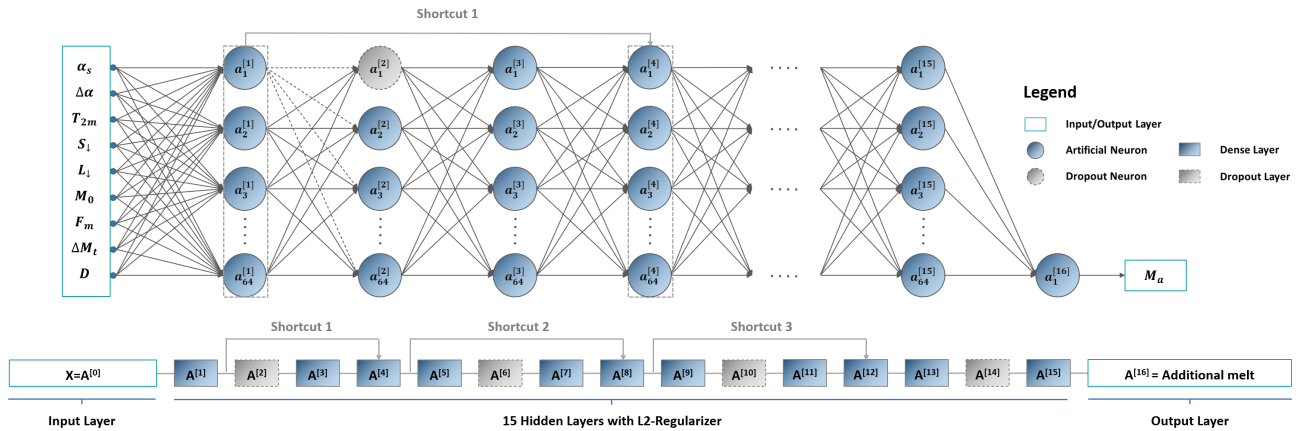 Shortcut 1
α_s
Δα
T_2m
S_↓
L_↓
M_0
F_m
ΔM_t
D
a_1^[1] a_1^[2] a_1^[3] a_1^[4] · · · · a_1^[15]
a_2^[1] a_2^[2] a_2^[3] a_2^[4] a_2^[15]
a_3^[1] a_3^[2] a_3^[3] a_3^[4] a_3^[15]
a_64^[1] a_64^[2] a_64^[3] a_64^[4] · · · · a_64^[15] a_1^[16] M_a
Legend
Input/Output Layer
Artificial Neuron Dense Layer
Dropout Neuron Dropout Layer
Shortcut 1 Shortcut 2 Shortcut 3
X=A^[0] A^[1] A^[2] A^[3] A^[4] A^[5] A^[6] A^[7] A^[8] A^[9] A^[10] A^[11] A^[12] A^[13] A^[14] A^[15] A^[16] = Additional melt
Input Layer 15 Hidden Layers with L2-Regularizer Output Layer